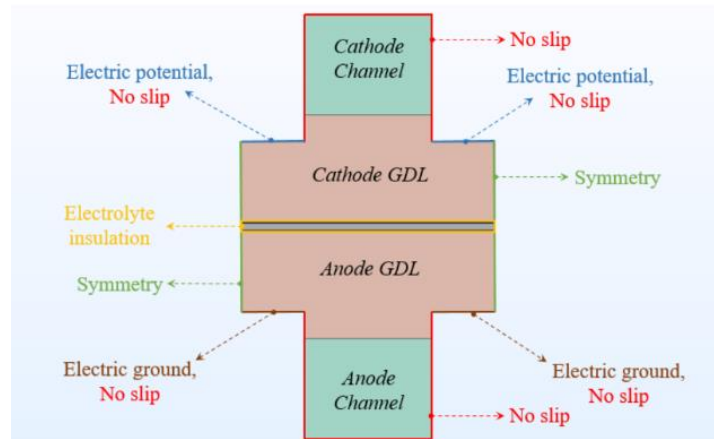 Cathode
Channel
No slip
Electric potential,
No slip
Electric potential,
No slip
Cathode GDL
Symmetry
Electrolyte
insulation
Anode GDL
Symmetry
Electric ground,
No slip
Anode
Channel
Electric ground,
No slip
No slip